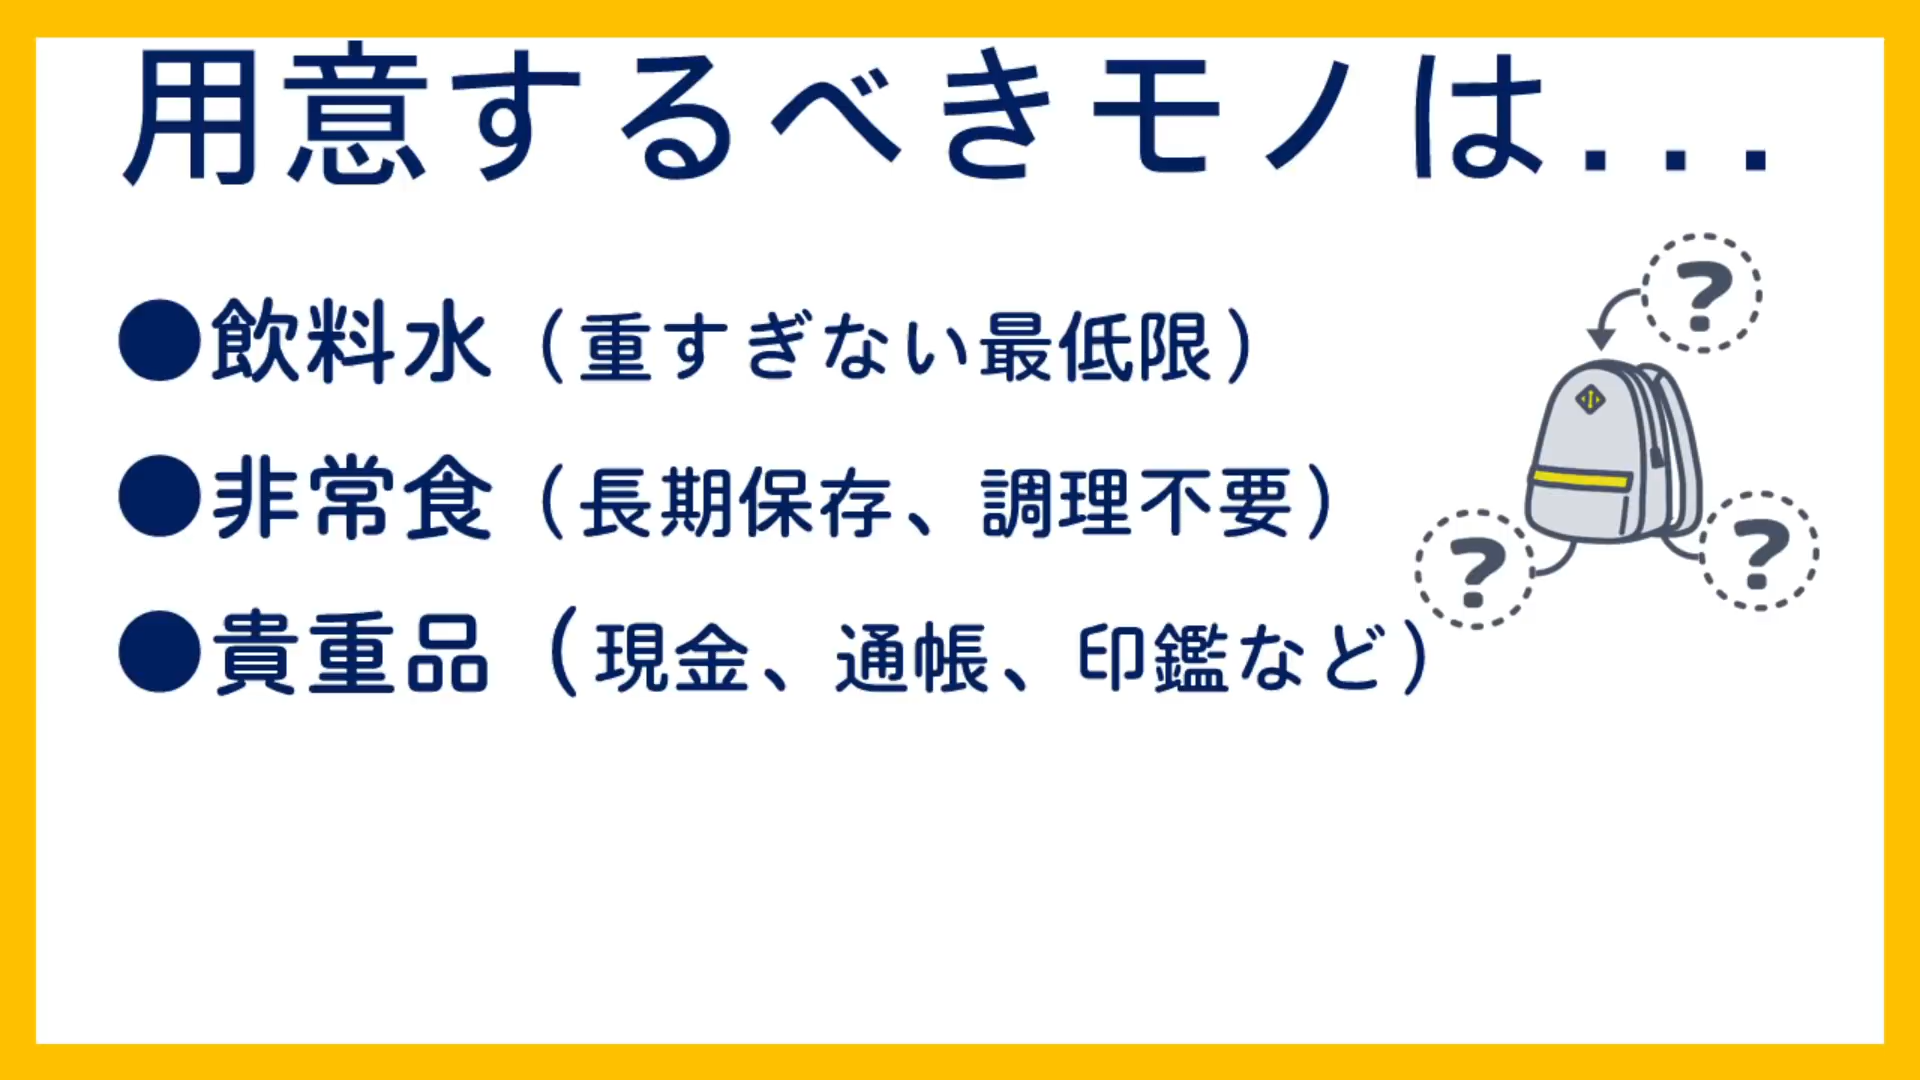 用意するべきモノは...
●飲料水（重すぎない最低限）
?
●非常食（長期保存、調理不要）
?
?
●貴重品（現金、通帳、印鑑など）